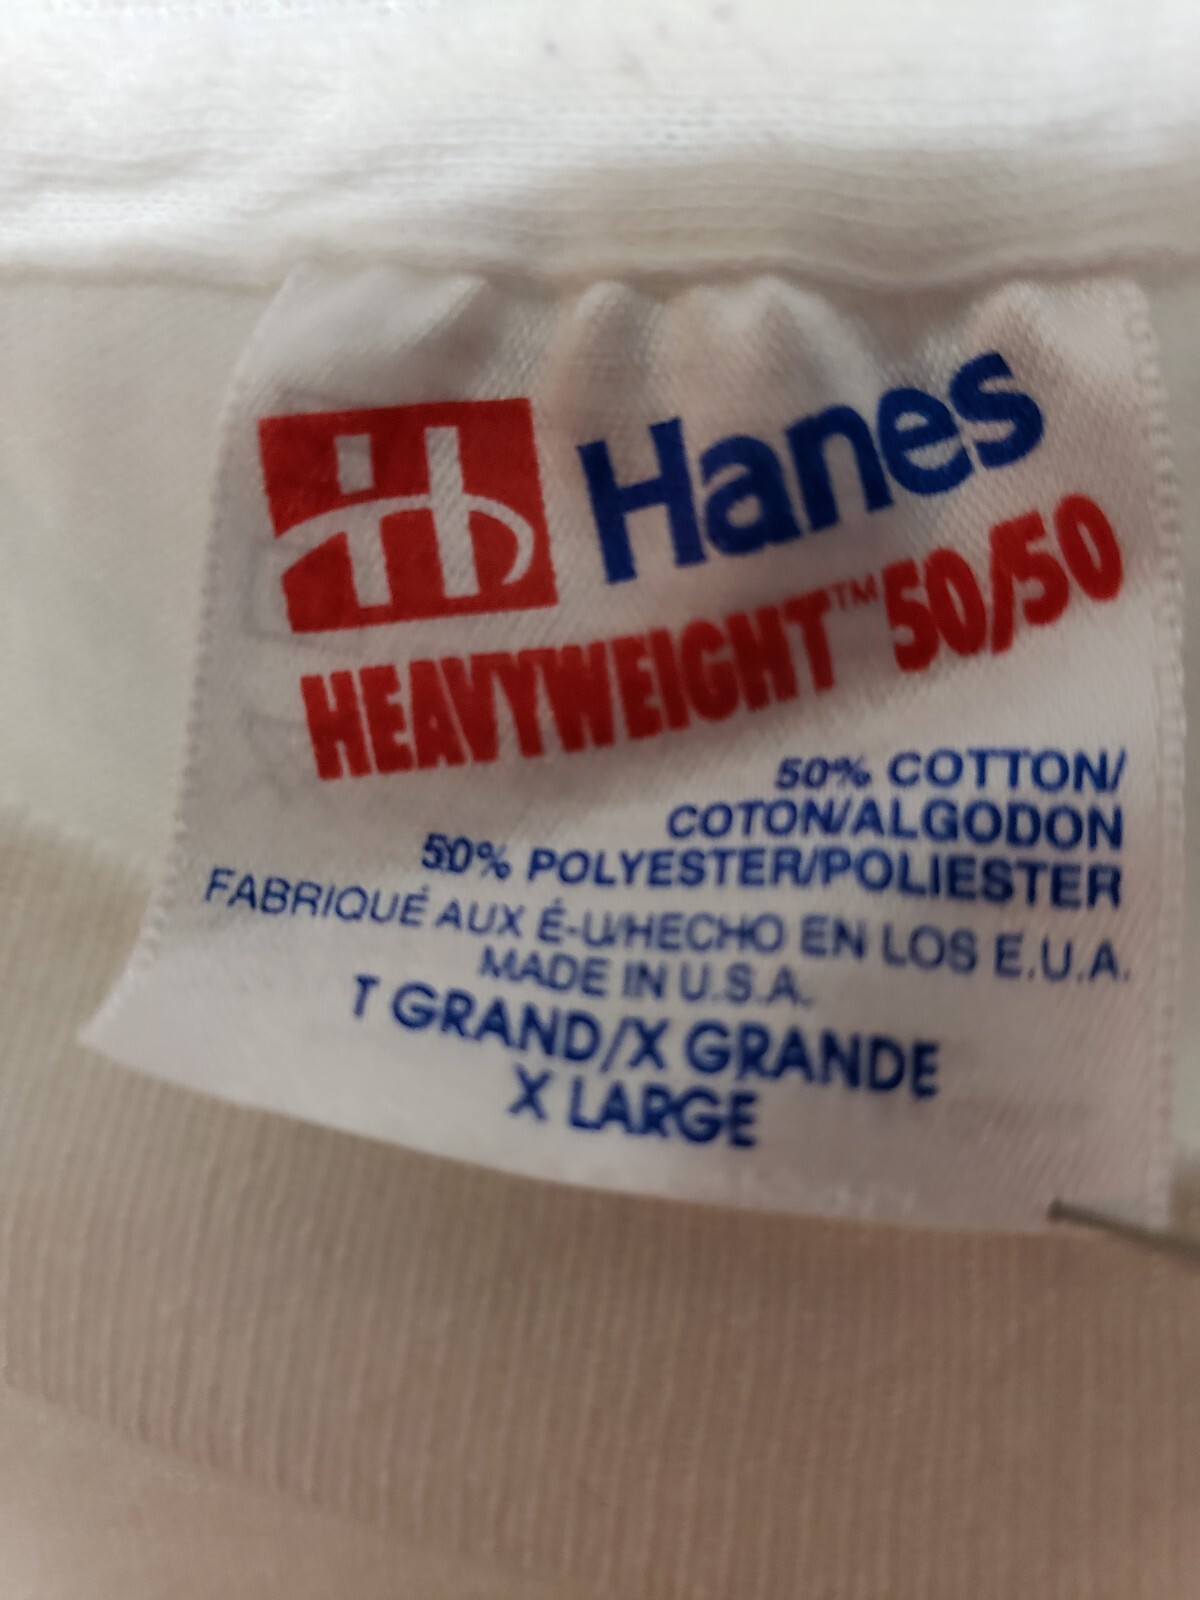 Hanes
HEAVYWEIGHT™ 50/50
50% COTTON/
COTON/ALGODON
50% POLYESTER/POLIESTER
FABRIQUÉ AUX É-U/HECHO EN LOS E.U.A.
MADE IN U.S.A.
T GRAND/X GRANDE
X LARGE